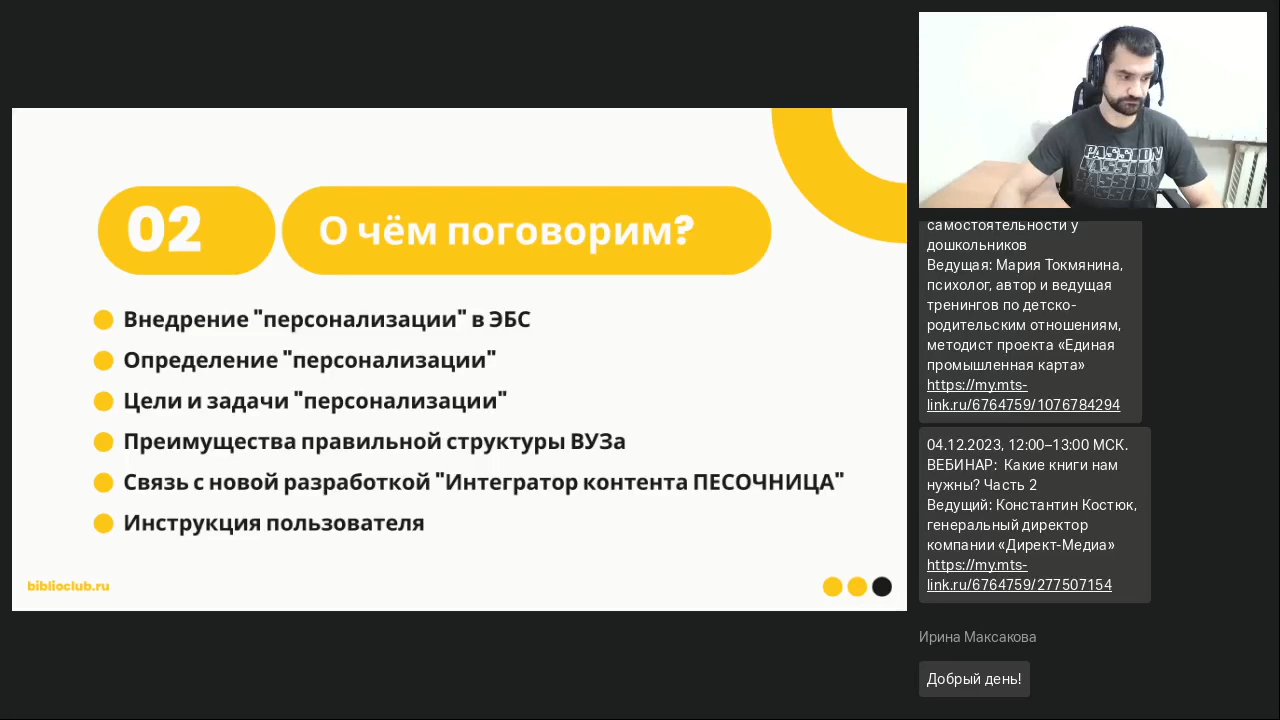 02
О чём поговорим?
Внедрение "персонализации" в ЭБС
Определение "персонализации"
Цели и задачи "персонализации"
Преимущества правильной структуры ВУЗа
Связь с новой разработкой "Интегратор контента ПЕСОЧНИЦА"
Инструкция пользователя
biblioclub.ru
PASSION
PASSION
PASSION
самостоятельности у
дошкольников
Ведущая: Мария Токмянина,
психолог, автор и ведущая
тренингов по детско-
родительским отношениям,
методист проекта «Единая
промышленная карта»
https://my.mts-
link.ru/6764759/1076784294
04.12.2023, 12:00–13:00 МСК.
ВЕБИНАР:  Какие книги нам
нужны? Часть 2
Ведущий: Константин Костюк,
генеральный директор
компании «Директ-Медиа»
https://my.mts-
link.ru/6764759/277507154
Ирина Максакова
Добрый день!